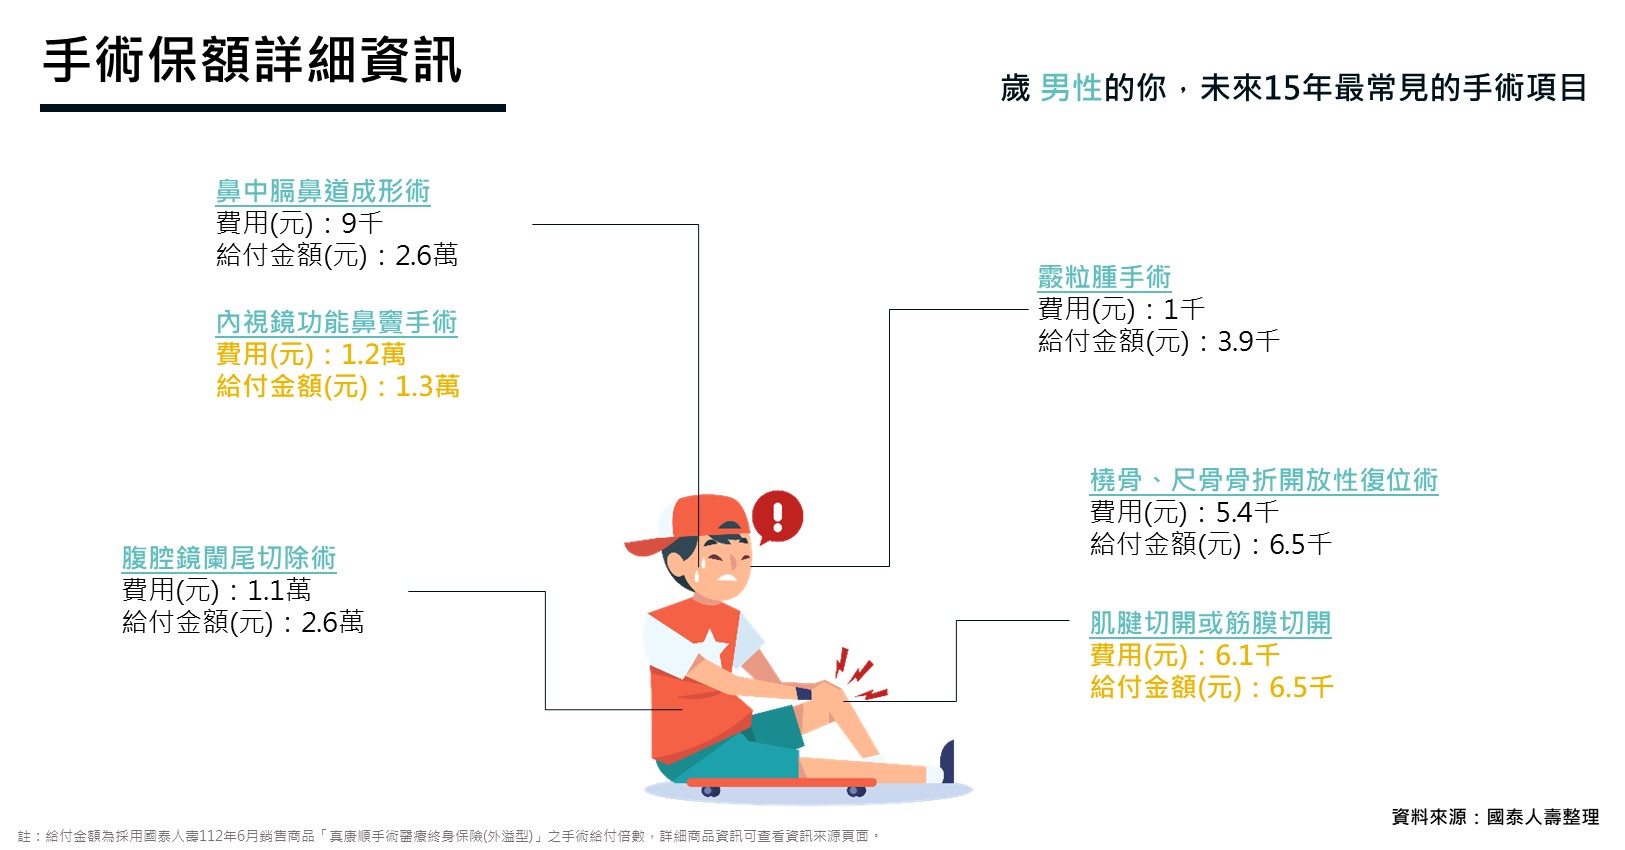 手術保額詳細資訊
歲 男性的你，未來15年最常見的手術項目
鼻中膈鼻道成形術
費用(元)：9千
給付金額(元)：2.6萬
內視鏡功能鼻竇手術
費用(元)：1.2萬
給付金額(元)：1.3萬
腹腔鏡闌尾切除術
費用(元)：1.1萬
給付金額(元)：2.6萬
霰粒腫手術
費用(元)：1千
給付金額(元)：3.9千
橈骨、尺骨骨折開放性復位術
費用(元)：5.4千
給付金額(元)：6.5千
肌腱切開或筋膜切開
費用(元)：6.1千
給付金額(元)：6.5千
資料來源：國泰人壽整理
註：給付金額為採用國泰人壽112年6月銷售商品「真康順手術醫療終身保險(外溢型)」之手術給付倍數，詳細商品資訊可查看資訊來源頁面。